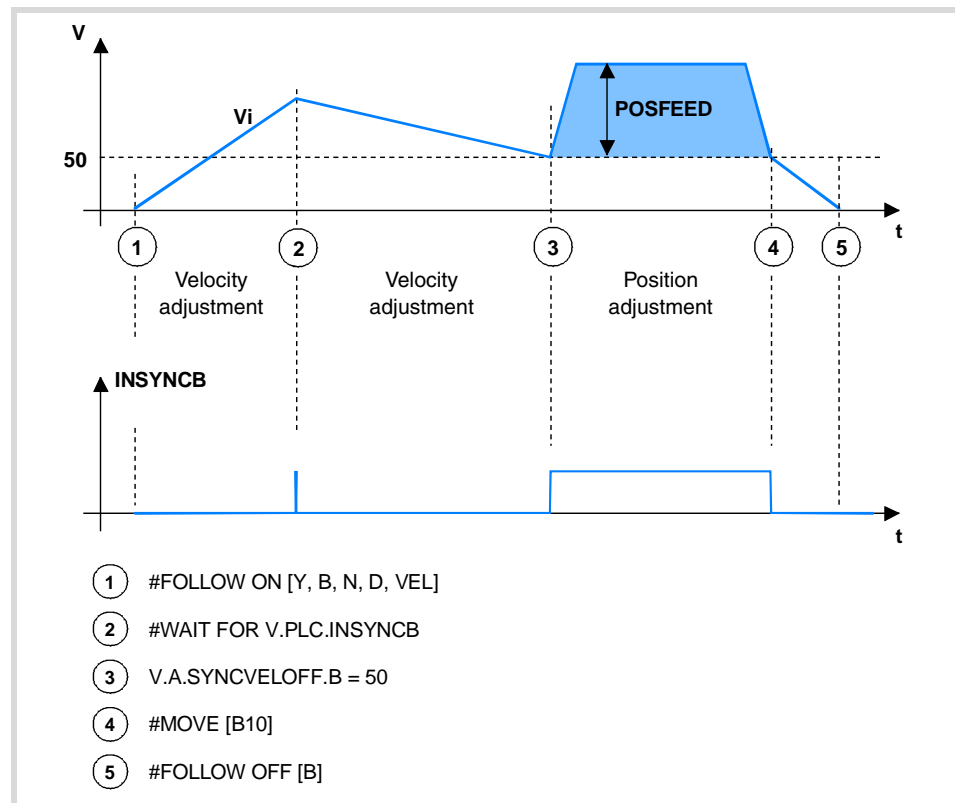 V
Vi
POSFEED
50
t
1 2 3 4 5
Velocity adjustment
Velocity adjustment
Position adjustment
INSYNCB
t
1 #FOLLOW ON [Y, B, N, D, VEL]
2 #WAIT FOR V.PLC.INSYNCB
3 V.A.SYNCVELOFF.B = 50
4 #MOVE [B10]
5 #FOLLOW OFF [B]